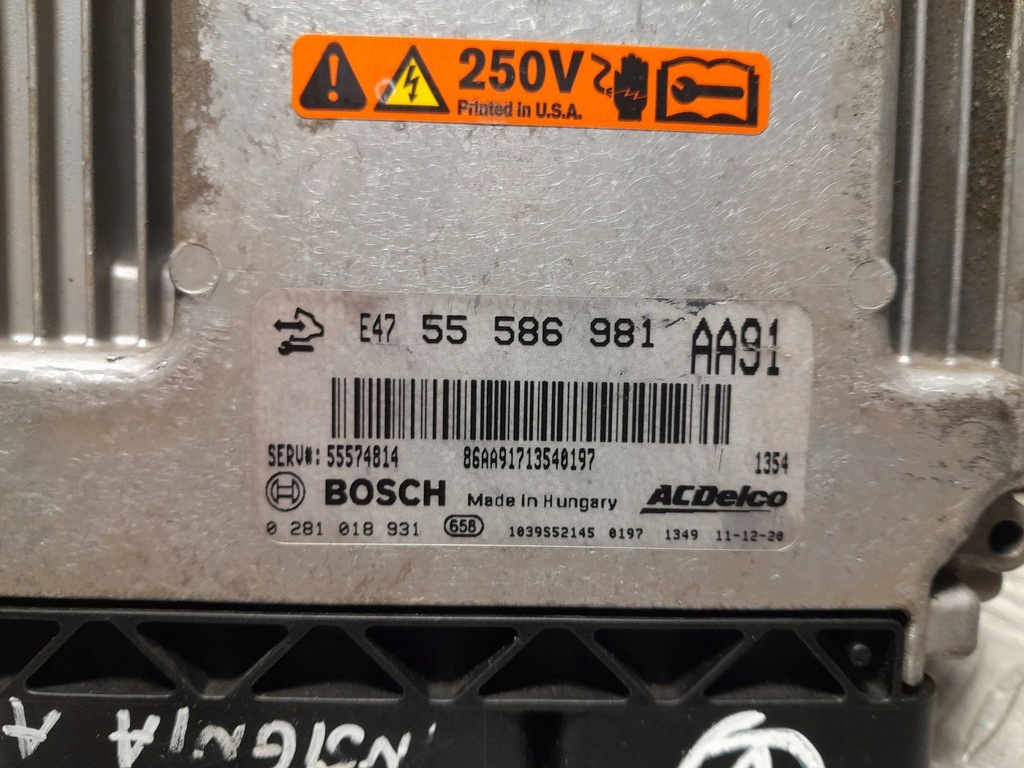 250V
Printed in U.S.A.
E47 55 586 981 AA91
SERV#: 55574814 86AA91713540197 1354
BOSCH Made in Hungary ACDelco
0 281 018 931 658 1039S52145 0197 1349 11-12-20
INSIGNIA A